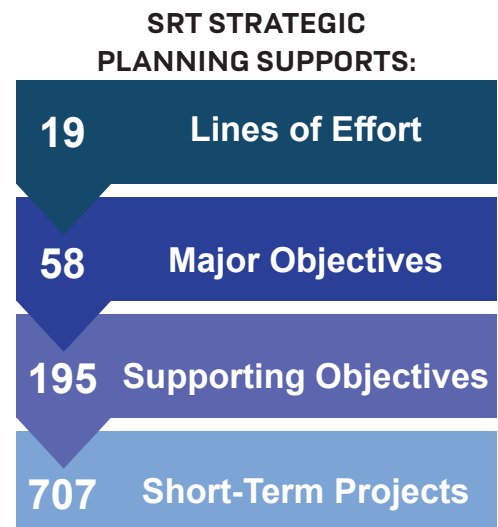 SRT STRATEGIC
PLANNING SUPPORTS:
19 Lines of Effort
58 Major Objectives
195 Supporting Objectives
707 Short-Term Projects